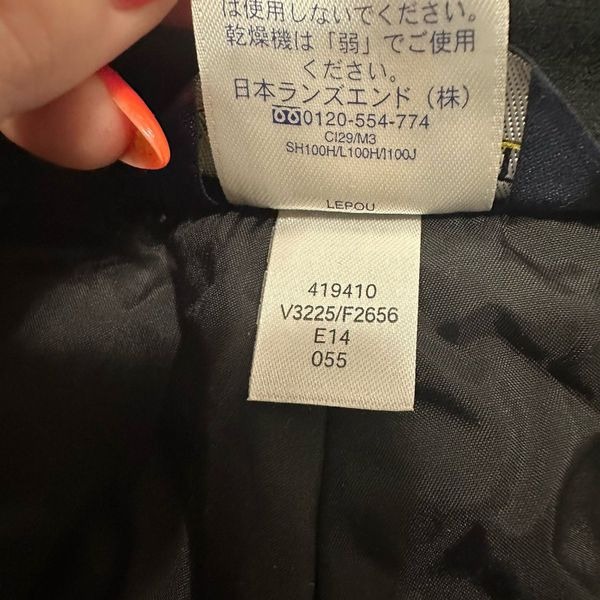 は使用しないでください。
乾燥機は「弱」でご使用
ください。
日本ランズエンド（株）
0120-554-774
CI29/M3
SH100H/L100H/I100J
LEPOU
419410
V3225/F2656
E14
055